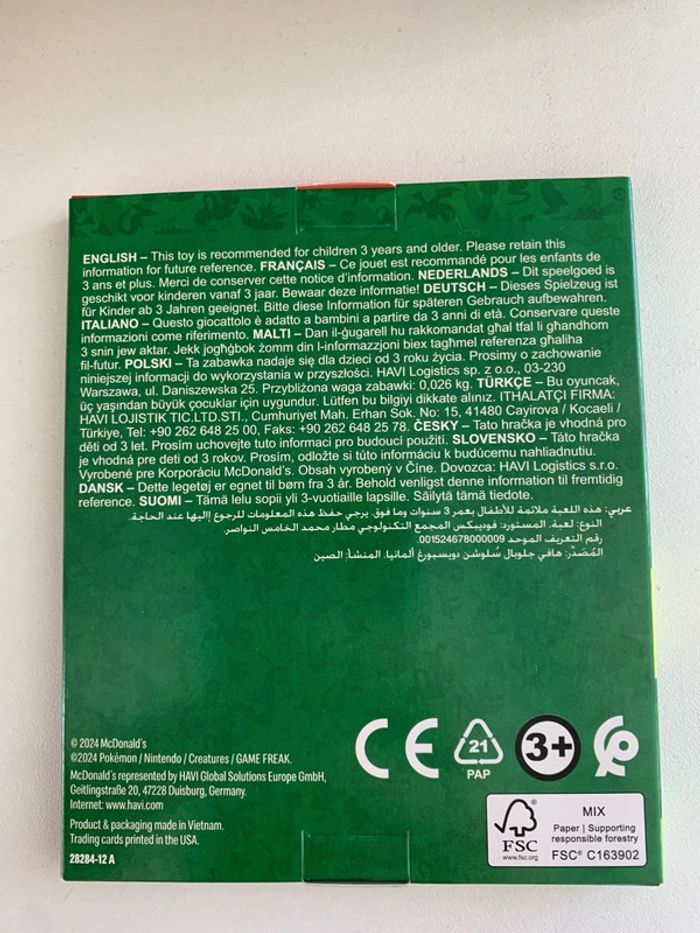 ENGLISH – This toy is recommended for children 3 years and older. Please retain this
information for future reference. FRANÇAIS – Ce jouet est recommandé pour les enfants de
3 ans et plus. Merci de conserver cette notice d'information. NEDERLANDS – Dit speelgoed is
geschikt voor kinderen vanaf 3 jaar. Bewaar deze informatie! DEUTSCH – Dieses Spielzeug ist
für Kinder ab 3 Jahren geeignet. Bitte diese Information für späteren Gebrauch aufbewahren.
ITALIANO – Questo giocattolo è adatto a bambini a partire da 3 anni di età. Conservare queste
informazioni come riferimento. MALTI – Dan il-ġugarell hu rakkomandat għal tfal li għandhom
3 snin jew aktar. Jekk jogħġbok żomm din l-informazzjoni biex tagħmel referenza għaliha
fil-futur. POLSKI – Ta zabawka nadaje się dla dzieci od 3 roku życia. Prosimy o zachowanie
niniejszej informacji do wykorzystania w przyszłości. HAVI Logistics sp. z o.o., 03-230
Warszawa, ul. Daniszewska 25. Przybliżona waga zabawki: 0,026 kg. TÜRKÇE – Bu oyuncak,
üç yaşından büyük çocuklar için uygundur. Lütfen bu bilgiyi dikkate alınız. ITHALATÇI FIRMA:
HAVI LOJISTIK TIC.LTD.STI., Cumhuriyet Mah. Erhan Sok. No: 15, 41480 Cayirova / Kocaeli /
Türkiye, Tel: +90 262 648 25 00, Faks: +90 262 648 25 78. ČESKY – Tato hračka je vhodná pro
děti od 3 let. Prosím uchovejte tuto informaci pro budoucí použití. SLOVENSKO – Táto hračka
je vhodná pre deti od 3 rokov. Prosím, odložte si túto informáciu k budúcemu nahliadnutiu.
Vyrobené pre Korporáciu McDonald's. Obsah vyrobený v Číne. Dovozca: HAVI Logistics s.r.o.
DANSK – Dette legetøj er egnet til børn fra 3 år. Behold venligst denne information til fremtidig
reference. SUOMI – Tämä lelu sopii yli 3-vuotiaille lapsille. Säilytä tämä tiedote.
عربي: هذه اللعبة ملائمة للأطفال بعمر 3 سنوات وما فوق. يرجي حفظ هذه المعلومات للرجوع إاليها عند الحاجة.
النوع: لعبة. المستورد: فوديبكس المجمع التكنولوجي مطار محمد الخامس النواصر.
رقم التعريف الموحد 001524678000009.
المُصَدّر: هافي جلوبال سُلوشن دويسبورغ ألمانيا. المنشأ: الصين
© 2024 McDonald's
©2024 Pokémon / Nintendo / Creatures / GAME FREAK.
McDonald's represented by HAVI Global Solutions Europe GmbH,
Geitlingstraße 20, 47228 Duisburg, Germany.
Internet: www.havi.com
Product & packaging made in Vietnam.
Trading cards printed in the USA.
28284-12 A
CE
21
PAP
3+
FSC
www.fsc.org
MIX
Paper | Supporting
responsible forestry
FSC® C163902